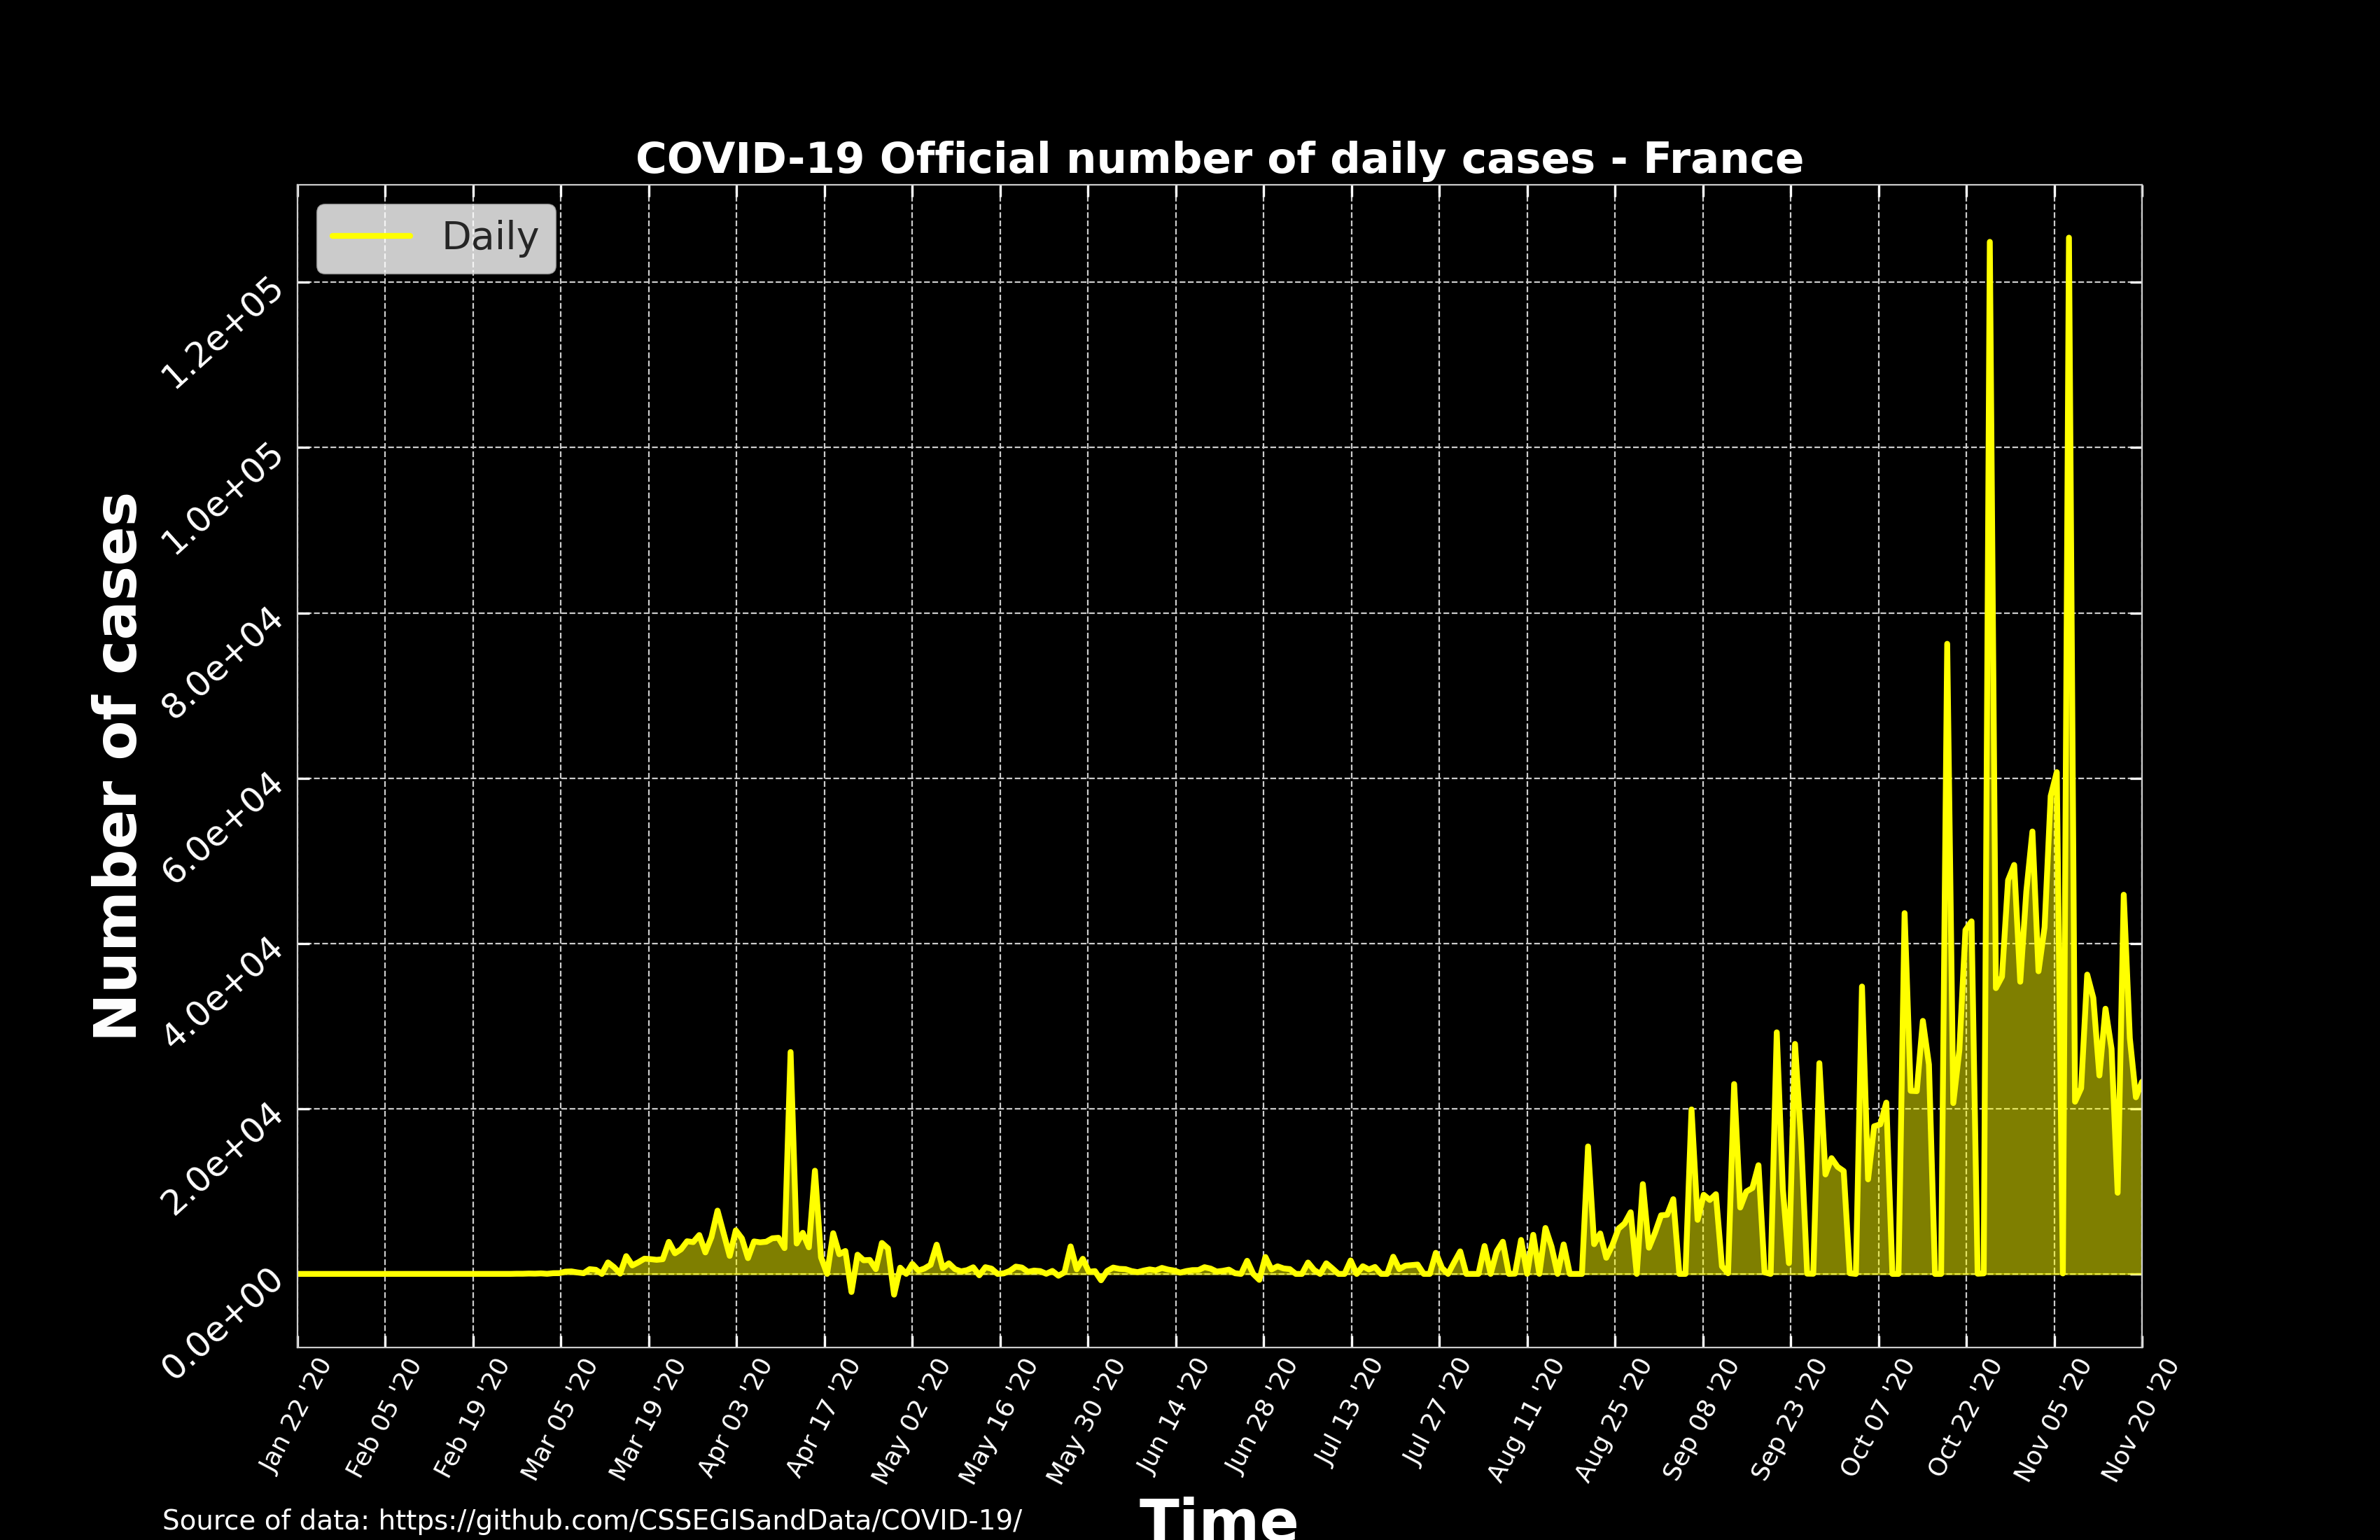 COVID-19 Official number of daily cases - France
Daily
1.2e+05
1.0e+05
8.0e+04
6.0e+04
4.0e+04
2.0e+04
0.0e+00
Number of cases
Jan 22 '20
Feb 05 '20
Feb 19 '20
Mar 05 '20
Mar 19 '20
Apr 03 '20
Apr 17 '20
May 02 '20
May 16 '20
May 30 '20
Jun 14 '20
Jun 28 '20
Jul 13 '20
Jul 27 '20
Aug 11 '20
Aug 25 '20
Sep 08 '20
Sep 23 '20
Oct 07 '20
Oct 22 '20
Nov 05 '20
Nov 20 '20
Time
Source of data: https://github.com/CSSEGISandData/COVID-19/